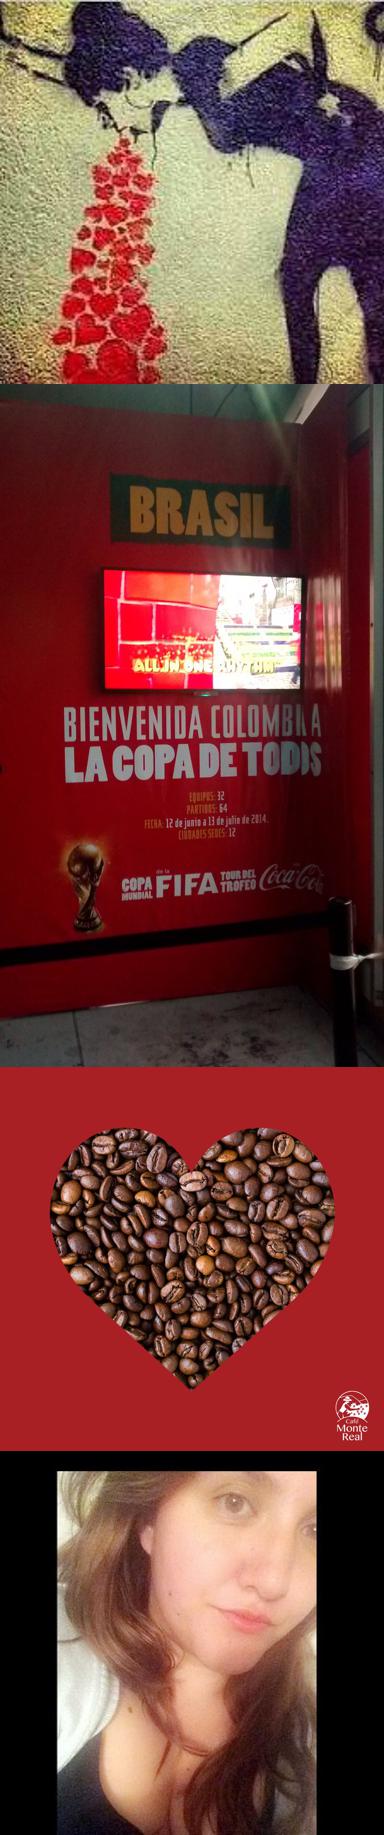 BRASIL
ALL IN ONE RHYTHM
BIENVENIDA COLOMBIA
LA COPA DE TODOS
EQUIPOS: 32
PARTIDOS: 64
FECHA: 12 de junio a 13 de julio de 2014.
CIUDADES SEDES: 12
COPA MUNDIAL de la FIFA TOUR DEL TROFEO Coca-Cola
Café
Monte
Real